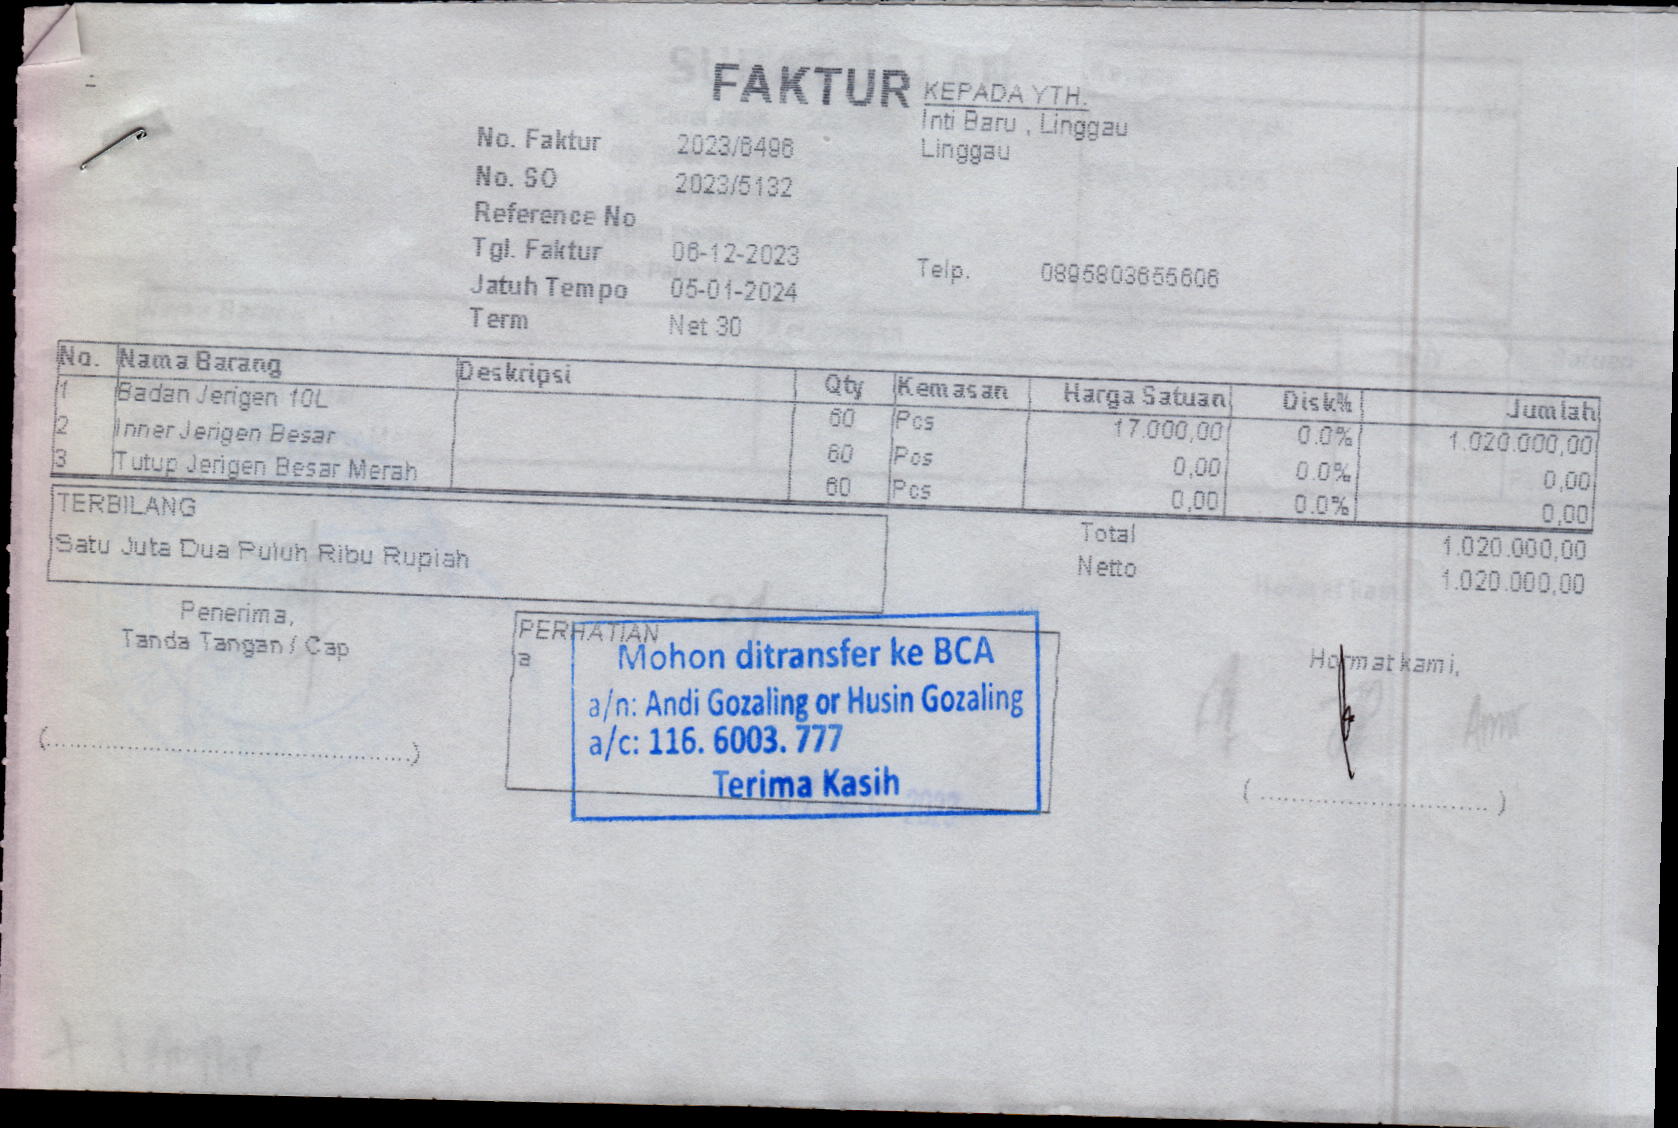 FAKTUR
KEPADA YTH.
Inti Baru , Linggau
Linggau
No. Faktur 2023/6496
No. SO 2023/5132
Reference No
Tgl. Faktur 06-12-2023
Telp. 0895803655606
Jatuh Tempo 05-01-2024
Term Net 30
No. Nama Barang Deskripsi Qty Kemasan Harga Satuan Disk% Jumlah
1 Badan Jerigen 10L 60 Pcs 17.000,00 0.0% 1.020.000,00
2 Inner Jerigen Besar 60 Pcs 0,00 0.0% 0,00
3 Tutup Jerigen Besar Merah 60 Pcs 0,00 0.0% 0,00
TERBILANG
Satu Juta Dua Puluh Ribu Rupiah
Total 1.020.000,00
Netto 1.020.000,00
Penerima,
Tanda Tangan / Cap
(..........................................)
PERHATIAN
a
Mohon ditransfer ke BCA
a/n: Andi Gozaling or Husin Gozaling
a/c: 116. 6003. 777
Terima Kasih
Hormat kami,
( .......................... )